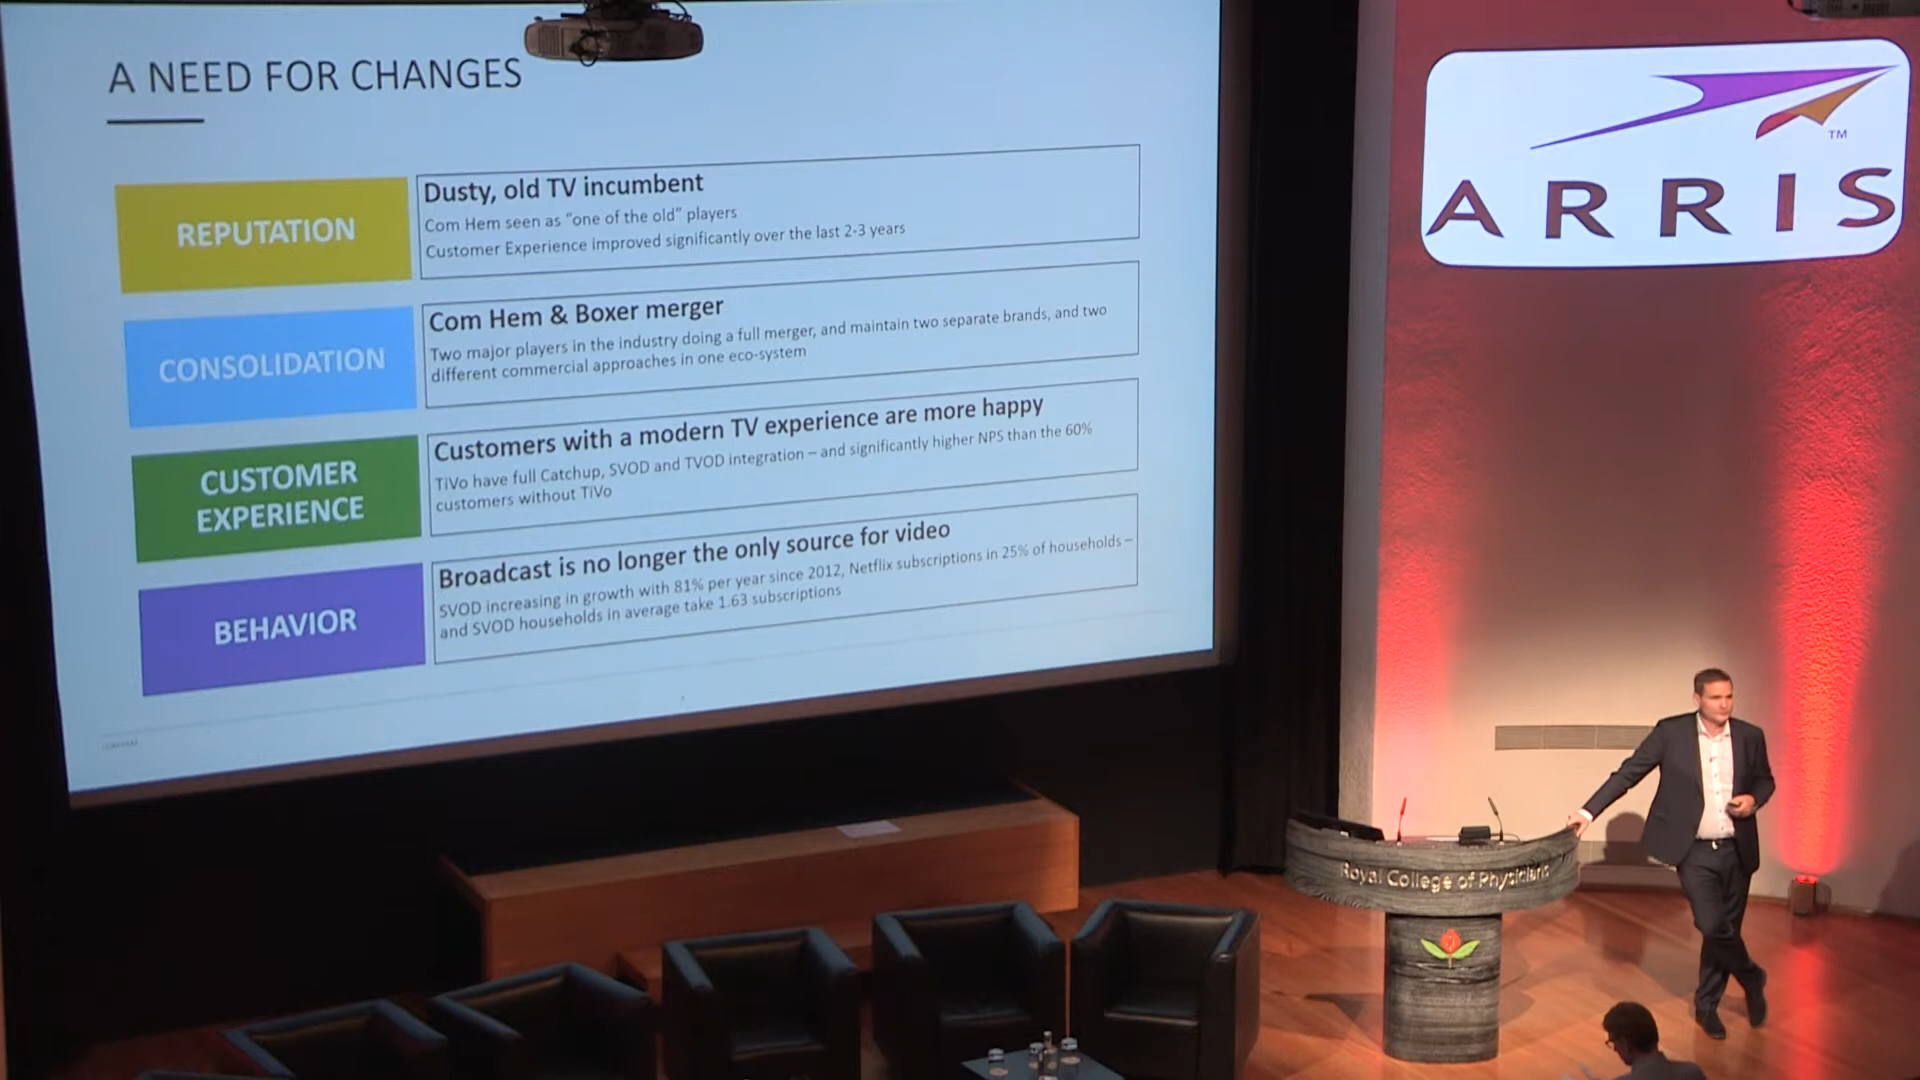 A NEED FOR CHANGES
REPUTATION
Dusty, old TV incumbent
Com Hem seen as “one of the old” players
Customer Experience improved significantly over the last 2-3 years
CONSOLIDATION
Com Hem & Boxer merger
Two major players in the industry doing a full merger, and maintain two separate brands, and two
different commercial approaches in one eco-system
CUSTOMER
EXPERIENCE
Customers with a modern TV experience are more happy
TiVo have full Catchup, SVOD and TVOD integration – and significantly higher NPS than the 60%
customers without TiVo
BEHAVIOR
Broadcast is no longer the only source for video
SVOD increasing in growth with 81% per year since 2012, Netflix subscriptions in 25% of households –
and SVOD households in average take 1.63 subscriptions
TM
ARRIS
Royal College of Physicians